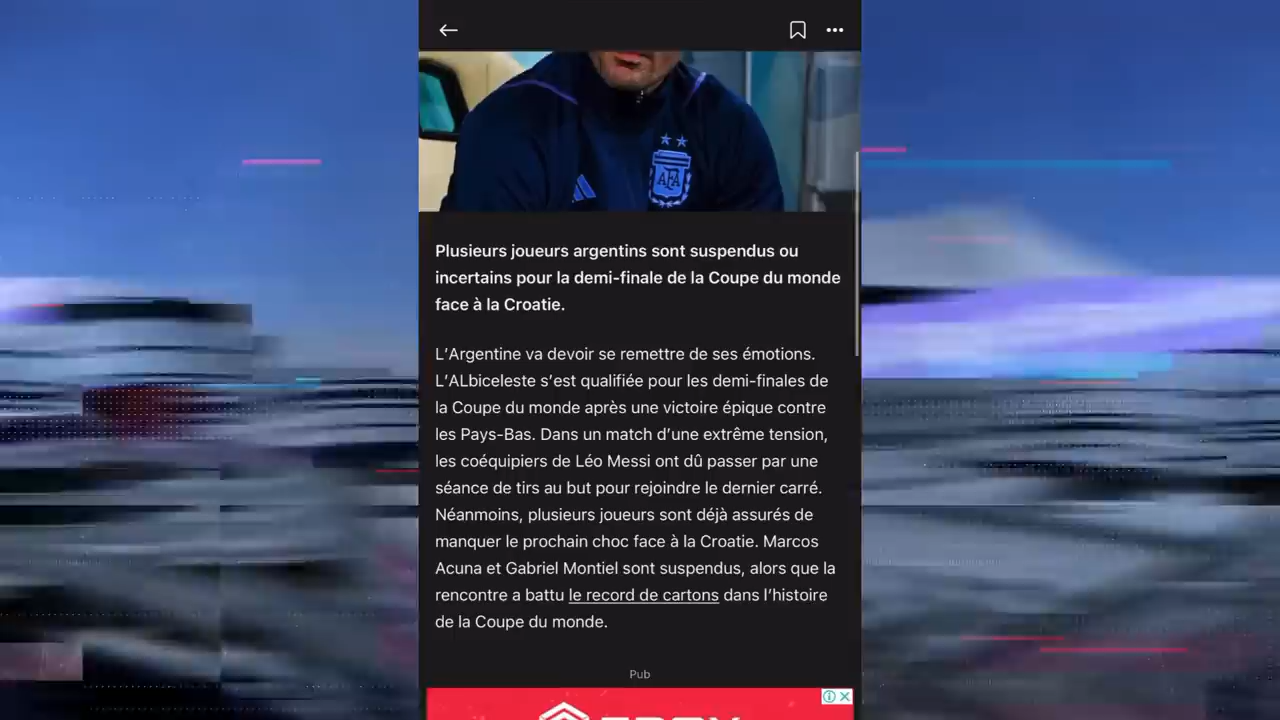 AFA
Plusieurs joueurs argentins sont suspendus ou
incertains pour la demi-finale de la Coupe du monde
face à la Croatie.
L’Argentine va devoir se remettre de ses émotions.
L’ALbiceleste s’est qualifiée pour les demi-finales de
la Coupe du monde après une victoire épique contre
les Pays-Bas. Dans un match d’une extrême tension,
les coéquipiers de Léo Messi ont dû passer par une
séance de tirs au but pour rejoindre le dernier carré.
Néanmoins, plusieurs joueurs sont déjà assurés de
manquer le prochain choc face à la Croatie. Marcos
Acuna et Gabriel Montiel sont suspendus, alors que la
rencontre a battu le record de cartons dans l’histoire
de la Coupe du monde.
Pub